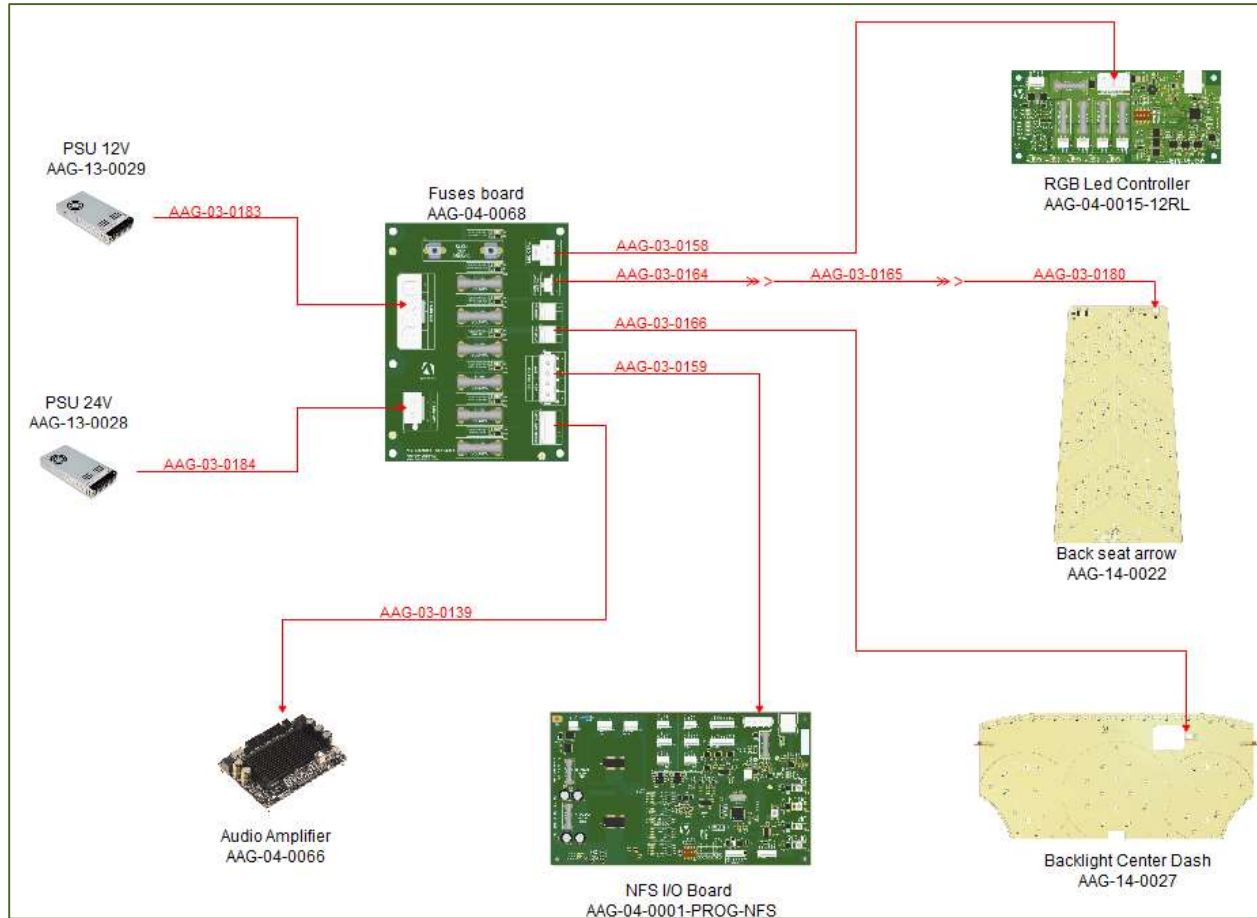 PSU 12V
AAG-13-0029
AAG-03-0183
Fuses board
AAG-04-0068
RGB Led Controller
AAG-04-0015-12RL
AAG-03-0158
AAG-03-0164
AAG-03-0165
AAG-03-0180
AAG-03-0166
AAG-03-0159
PSU 24V
AAG-13-0028
AAG-03-0184
Back seat arrow
AAG-14-0022
AAG-03-0139
Audio Amplifier
AAG-04-0066
NFS I/O Board
AAG-04-0001-PROG-NFS
Backlight Center Dash
AAG-14-0027